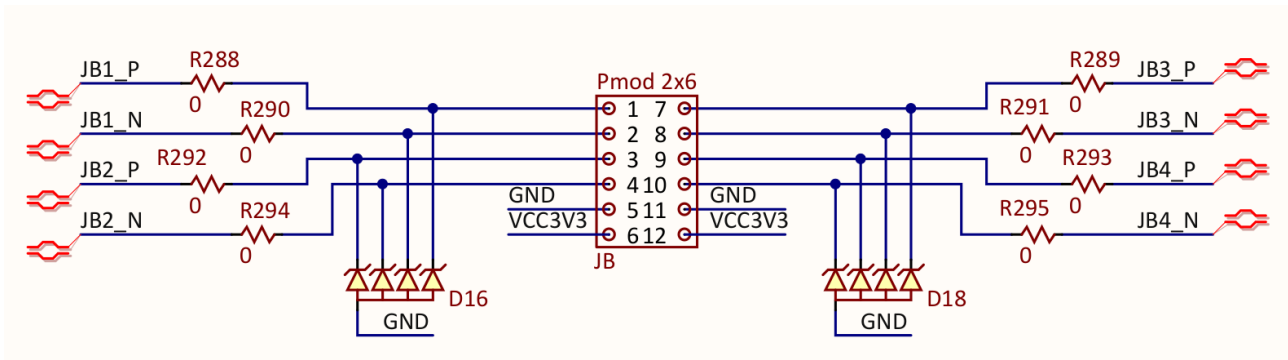 JB1_P
R288
0
JB1_N
R290
0
JB2_P
R292
0
JB2_N
R294
0
Pmod 2x6
1 7
2 8
3 9
4 10
5 11
6 12
GND
VCC3V3
GND
VCC3V3
JB
R289
0
JB3_P
R291
0
JB3_N
R293
0
JB4_P
R295
0
JB4_N
D16
GND
D18
GND